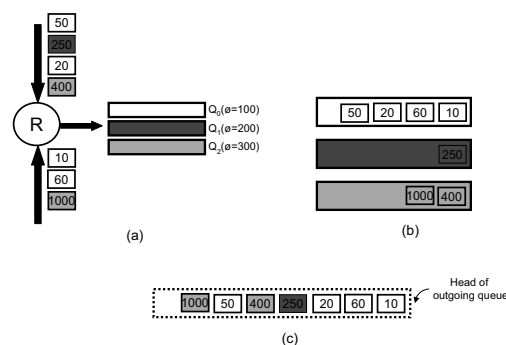 50
250
20
400
R
Q0(ø=100)
Q1(ø=200)
Q2(ø=300)
10
60
1000
(a)
50 20 60 10
250
1000 400
(b)
1000 50 400 250 20 60 10
Head of
outgoing queue
(c)